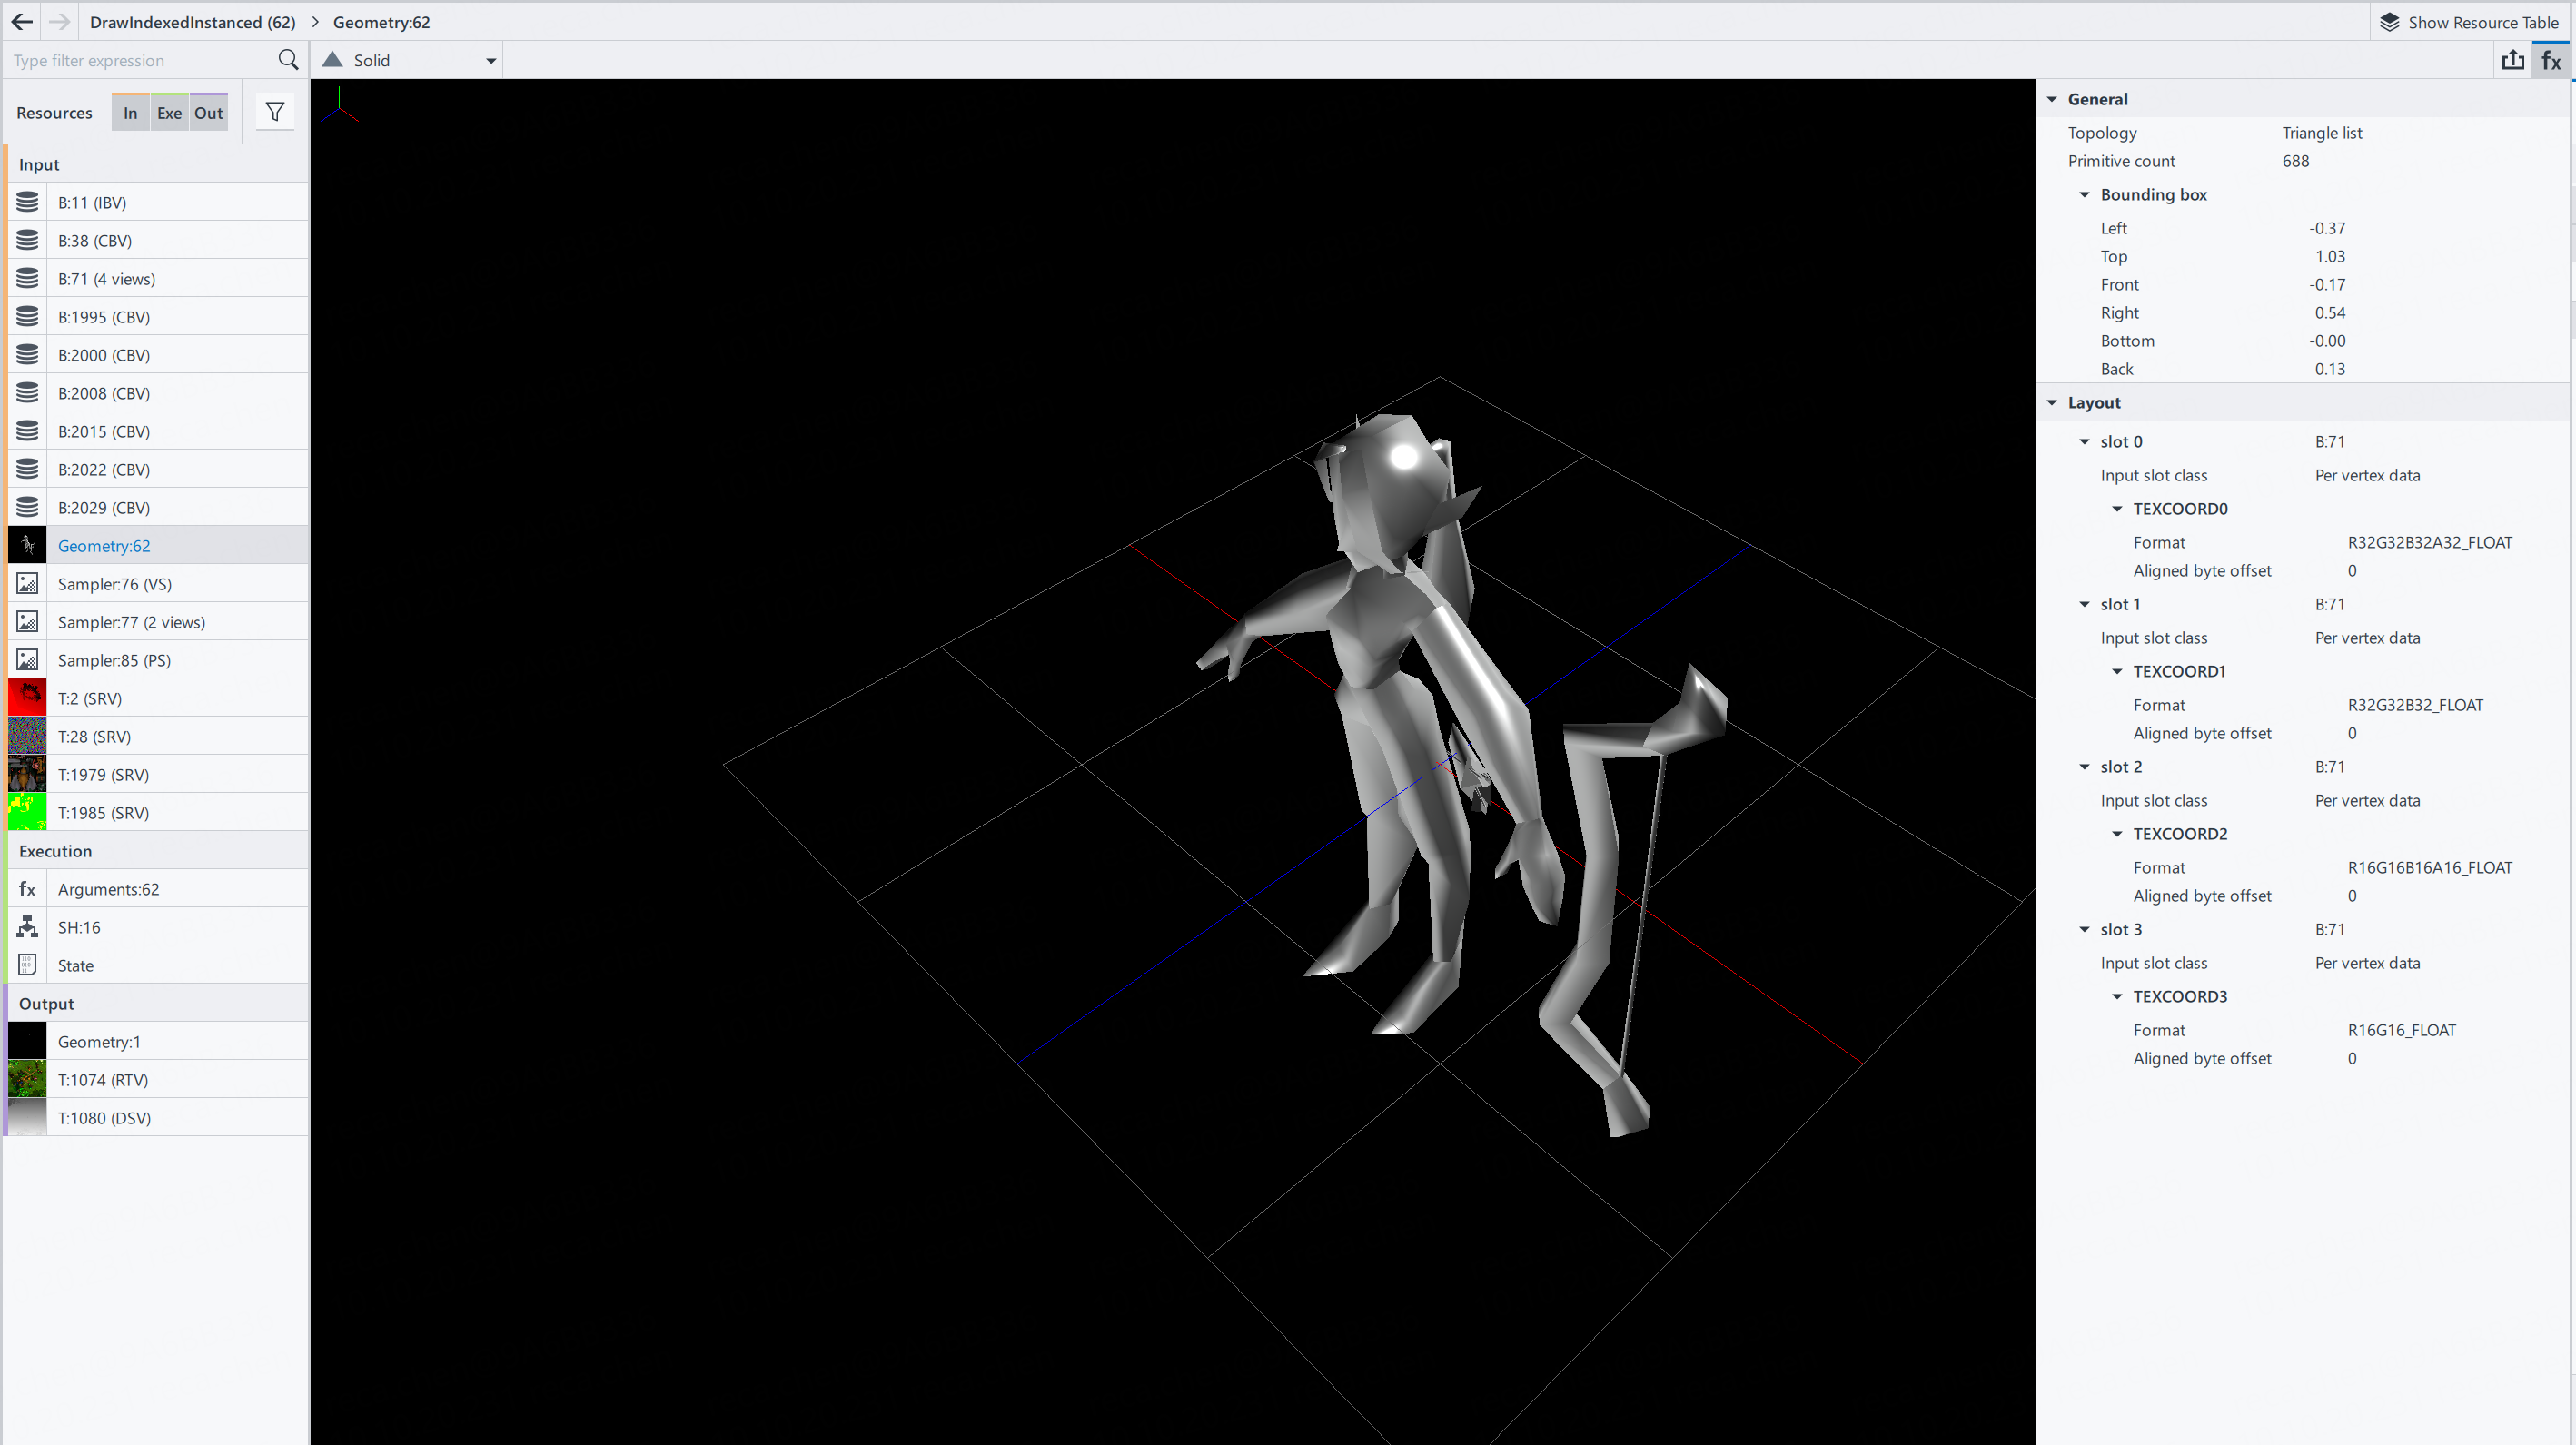 DrawIndexedInstanced (62) > Geometry:62
Show Resource Table
Type filter expression
Solid
fx
Resources In Exe Out
Input
B:11 (IBV)
B:38 (CBV)
B:71 (4 views)
B:1995 (CBV)
B:2000 (CBV)
B:2008 (CBV)
B:2015 (CBV)
B:2022 (CBV)
B:2029 (CBV)
Geometry:62
Sampler:76 (VS)
Sampler:77 (2 views)
Sampler:85 (PS)
T:2 (SRV)
T:28 (SRV)
T:1979 (SRV)
T:1985 (SRV)
Execution
fx Arguments:62
SH:16
State
Output
Geometry:1
T:1074 (RTV)
T:1080 (DSV)
General
Topology Triangle list
Primitive count 688
Bounding box
Left -0.37
Top 1.03
Front -0.17
Right 0.54
Bottom -0.00
Back 0.13
Layout
slot 0 B:71
Input slot class Per vertex data
TEXCOORD0
Format R32G32B32A32_FLOAT
Aligned byte offset 0
slot 1 B:71
Input slot class Per vertex data
TEXCOORD1
Format R32G32B32_FLOAT
Aligned byte offset 0
slot 2 B:71
Input slot class Per vertex data
TEXCOORD2
Format R16G16B16A16_FLOAT
Aligned byte offset 0
slot 3 B:71
Input slot class Per vertex data
TEXCOORD3
Format R16G16_FLOAT
Aligned byte offset 0